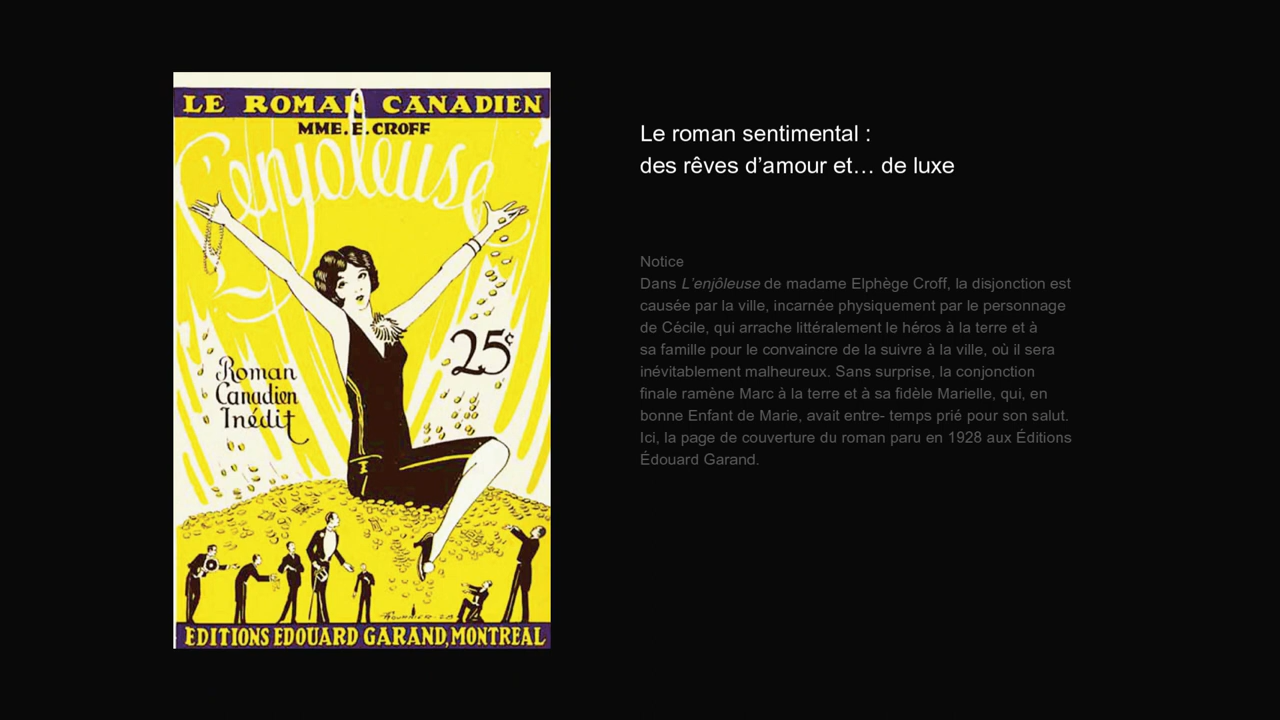 LE ROMAN CANADIEN
MME. E. CROFF
L'enjoleuse
25¢
Roman
Canadien
Inédit
FOURNIER-28
EDITIONS EDOUARD GARAND, MONTREAL
Le roman sentimental :
des rêves d’amour et… de luxe
Notice
Dans L’enjôleuse de madame Elphège Croff, la disjonction est
causée par la ville, incarnée physiquement par le personnage
de Cécile, qui arrache littéralement le héros à la terre et à
sa famille pour le convaincre de la suivre à la ville, où il sera
inévitablement malheureux. Sans surprise, la conjonction
finale ramène Marc à la terre et à sa fidèle Marielle, qui, en
bonne Enfant de Marie, avait entre- temps prié pour son salut.
Ici, la page de couverture du roman paru en 1928 aux Éditions
Édouard Garand.